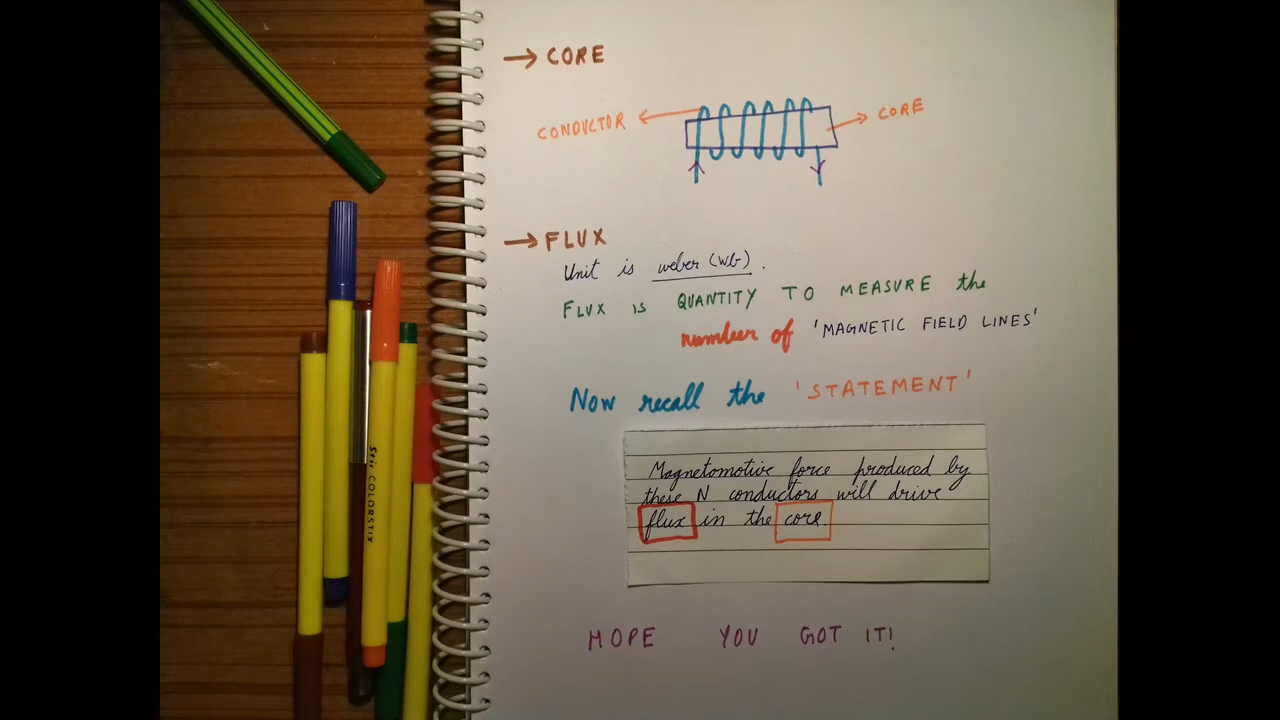 → CORE
CONDUCTOR
CORE
→ FLUX
Unit is weber (Wb).
FLUX IS QUANTITY TO MEASURE the
number of 'MAGNETIC FIELD LINES'
Now recall the 'STATEMENT'
Magnetomotive force produced by
these N conductors will drive
flux in the core.
HOPE YOU GOT IT!
Stic COLORSTIX